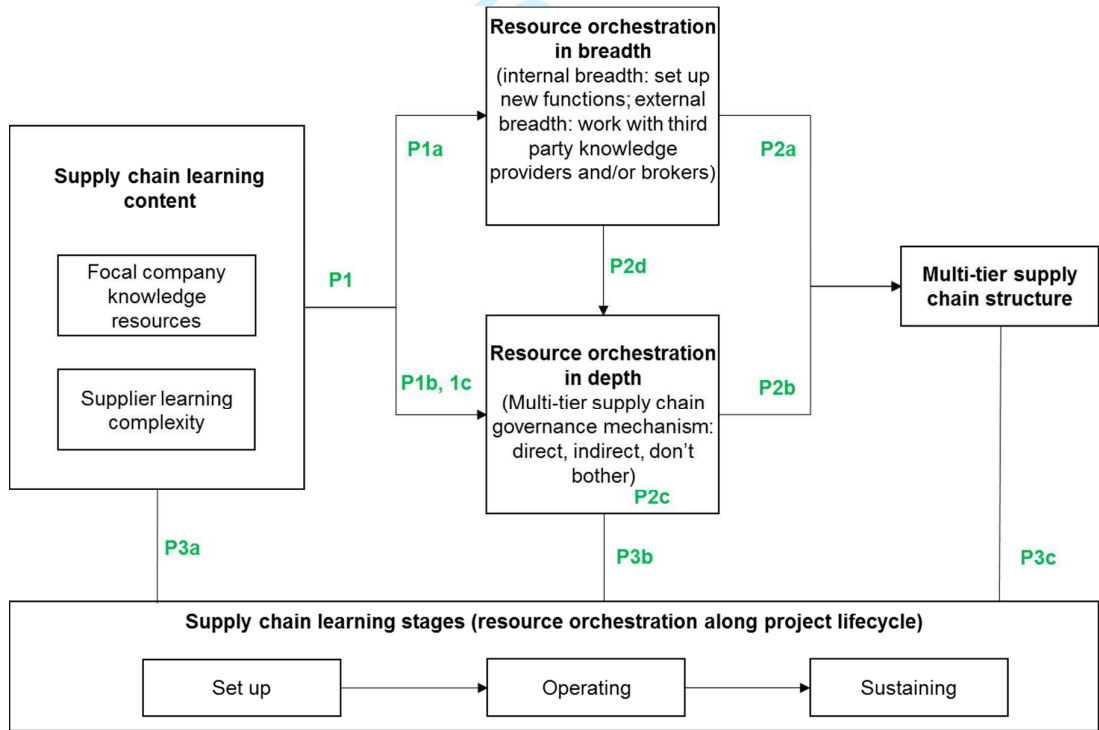 Resource orchestration
in breadth
(internal breadth: set up
new functions; external
breadth: work with third
party knowledge
providers and/or brokers)
P1a
P2a
Supply chain learning
content
Focal company
knowledge
resources
Supplier learning
complexity
P1
P2d
Multi-tier supply
chain structure
Resource orchestration
in depth
(Multi-tier supply chain
governance mechanism:
direct, indirect, don't
bother)
P2c
P1b, 1c
P2b
P3a
P3b
P3c
Supply chain learning stages (resource orchestration along project lifecycle)
Set up
Operating
Sustaining